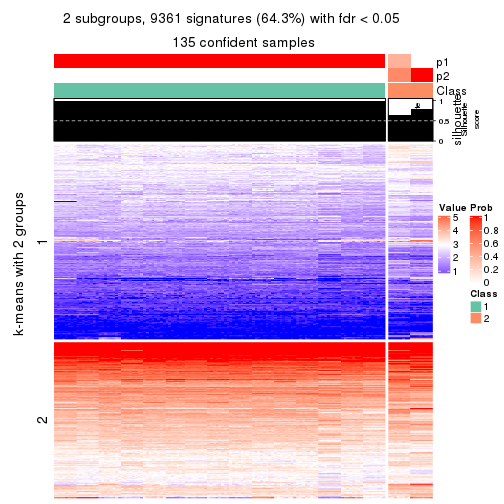 2 subgroups, 9361 signatures (64.3%) with fdr < 0.05
135 confident samples
p1
p2
Class
silhouette
1
0.5
0
Silhouette
score
k-means with 2 groups
1
2
Value
5
4
3
2
1
Prob
1
0.8
0.6
0.4
0.2
0
Class
1
2